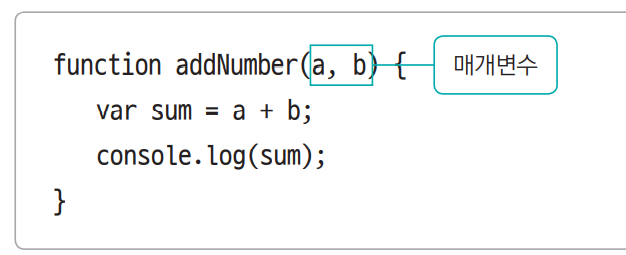 function addNumber(a, b) {
매개변수
var sum = a + b;
console.log(sum);
}